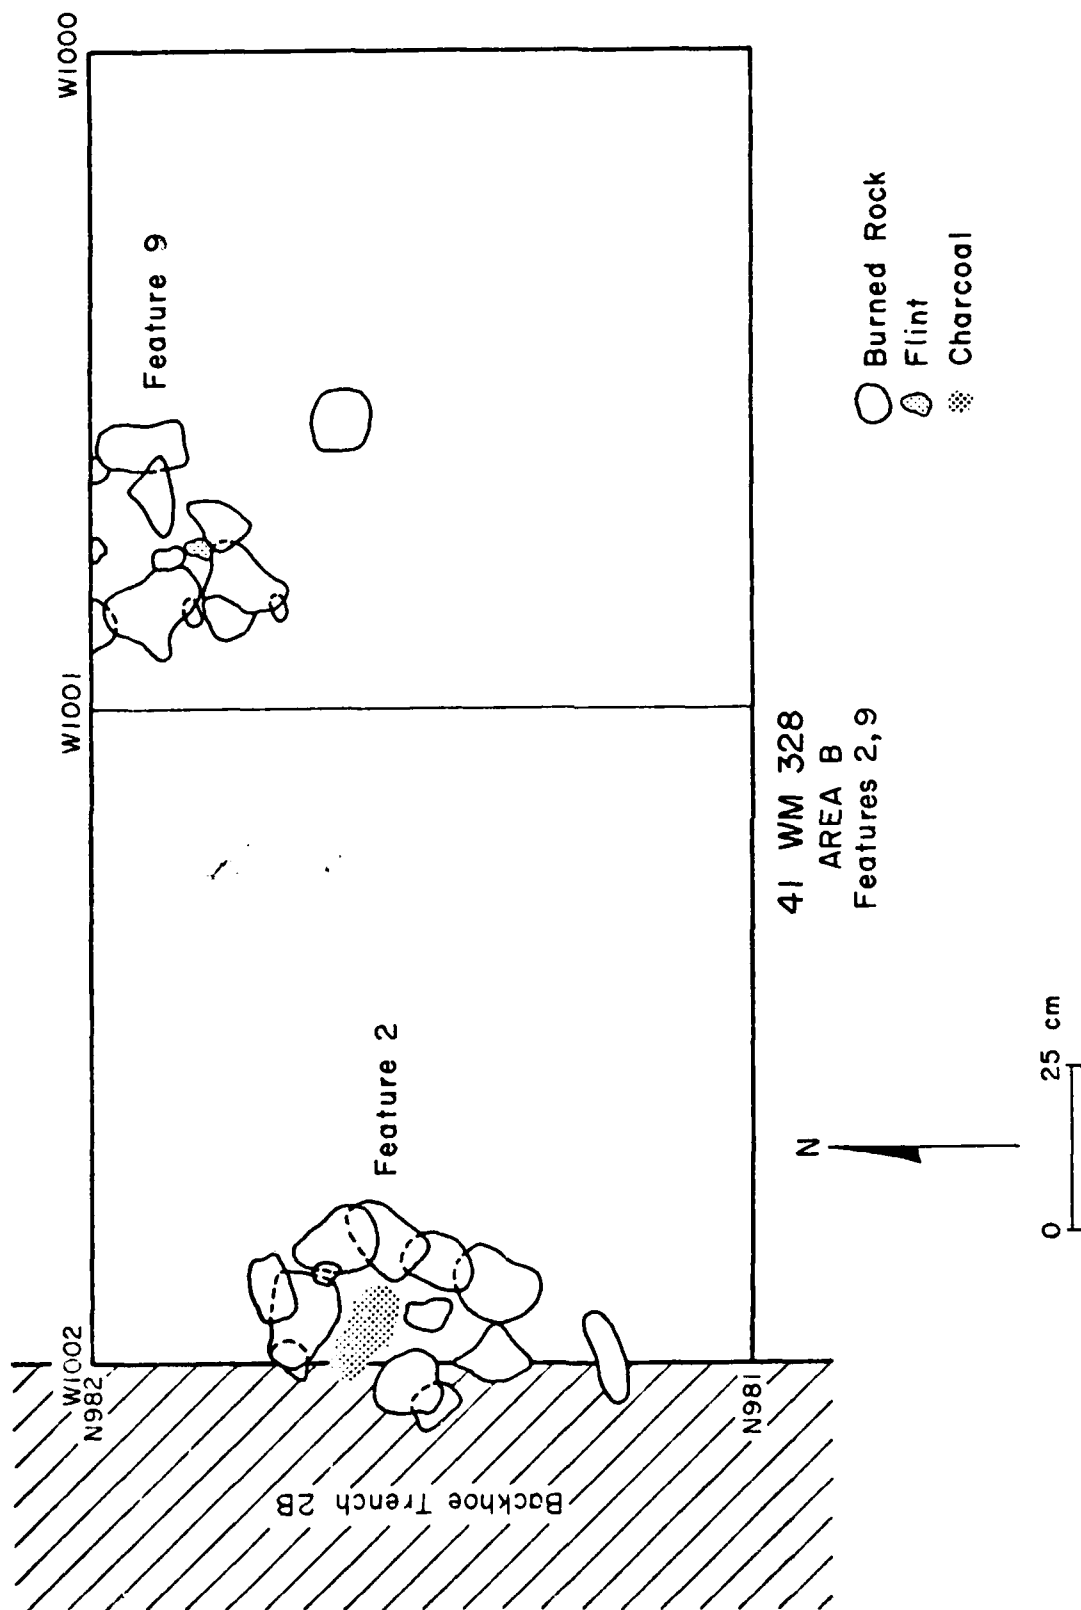 W1002
W1001
W1000
N982
Feature 9
Feature 2
Backhoe Trench 2B
N981
41 WM 328
AREA B
Features 2,9
Burned Rock
Flint
Charcoal
N
0 25 cm